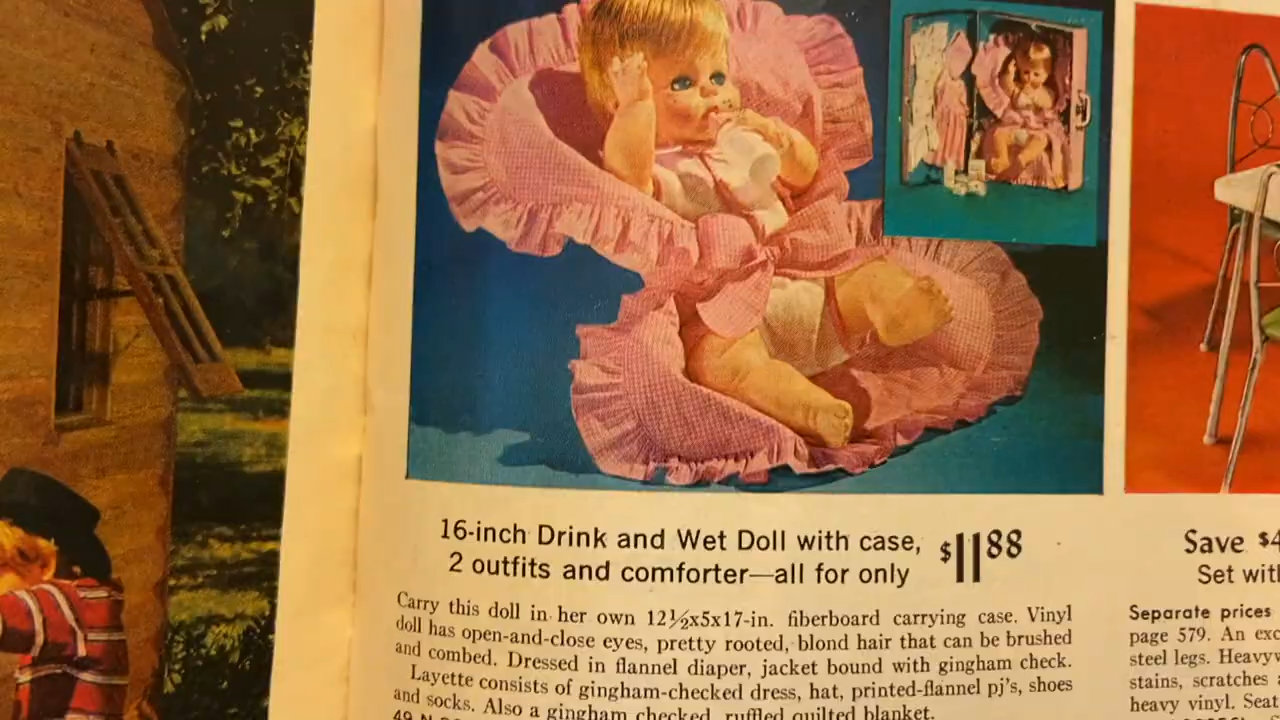 16-inch Drink and Wet Doll with case,
2 outfits and comforter—all for only
$11 88
Carry this doll in her own 12½x5x17-in. fiberboard carrying case. Vinyl
doll has open-and-close eyes, pretty rooted, blond hair that can be brushed
and combed. Dressed in flannel diaper, jacket bound with gingham check.
Layette consists of gingham-checked dress, hat, printed-flannel pj's, shoes
and socks. Also a gingham checked, ruffled quilted blanket.
49 N
Save $4
Set with
Separate prices
page 579. An exc
steel legs. Heavyw
stains, scratches a
heavy vinyl. Seat